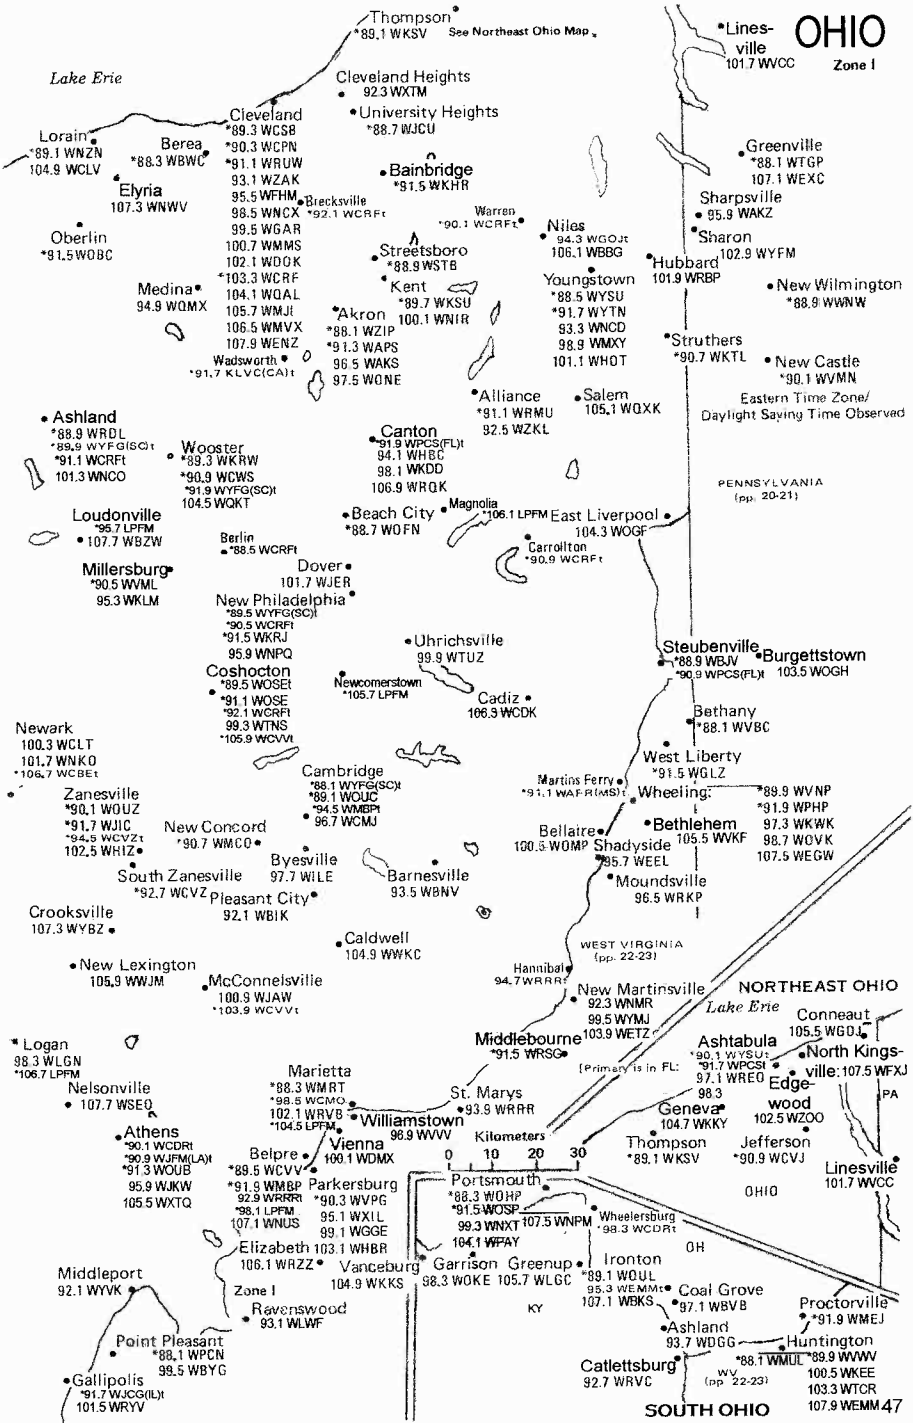 Thompson
*89.1 WKSV
See Northeast Ohio Map
Linesville
101.7 WVCC
OHIO
Zone I
Lake Erie
Cleveland Heights
92.3 WXTM
University Heights
*88.7 WJCU
Cleveland
*89.3 WCSB
*90.3 WCPN
*91.1 WRUW
93.1 WZAK
95.5 WFHM
98.5 WNCX
99.5 WGAR
100.7 WMMS
102.1 WDOK
*103.3 WCRF
104.1 WQAL
105.7 WMJI
106.5 WMVX
107.9 WENZ
Lorain
*89.1 WNZN
104.9 WCLV
Berea
*88.3 WBWC
Elyria
107.3 WNWV
Oberlin
*91.5 WOBC
Bainbridge
*91.5 WKHR
Brecksville
*92.1 WCRFt
Warren
*90.1 WCRFt
Greenville
*88.1 WTGP
107.1 WEXC
Sharpsville
95.9 WAKZ
Sharon
102.9 WYFM
Niles
94.3 WGOJt
106.1 WBBG
Streetsboro
*88.9 WSTB
Kent
*89.7 WKSU
100.1 WNIR
Hubbard
101.9 WRBP
Youngstown
*88.5 WYSU
*91.7 WYTN
93.3 WNCD
98.9 WMXY
101.1 WHOT
New Wilmington
*88.9 WWNW
Medina
94.9 WQMX
Akron
*88.1 WZIP
*91.3 WAPS
96.5 WAKS
97.5 WONE
Wadsworth
*91.7 KLVC(CA)t
Struthers
*90.7 WKTL
New Castle
*90.1 WVMN
Eastern Time Zone/
Daylight Saving Time Observed
Alliance
*91.1 WRMU
92.5 WZKL
Salem
105.1 WQXK
Ashland
*88.9 WRDL
*89.9 WYFG(SC)t
*91.1 WCRFt
101.3 WNCO
Wooster
*89.3 WKRW
*90.9 WCWS
*91.9 WYFG(SC)t
104.5 WQKT
Canton
*91.9 WPCS(FL)t
94.1 WHBC
98.1 WKDD
106.9 WRQK
PENNSYLVANIA
(pp. 20-21)
Loudonville
*95.7 LPFM
107.7 WBZW
Berlin
*88.5 WCRFt
Beach City
*88.7 WOFN
Magnolia
*106.1 LPFM
East Liverpool
104.3 WOGF
Carrollton
*90.9 WCRFt
Millersburg
*90.5 WVML
95.3 WKLM
Dover
101.7 WJER
New Philadelphia
*89.5 WYFG(SC)t
*90.5 WCRFt
*91.5 WKRJ
95.9 WNPQ
Uhrichsville
99.9 WTUZ
Steubenville
*88.9 WBJV
*90.9 WPCS(FL)t
Burgettstown
103.5 WOGH
Coshocton
*89.5 WOSEt
*91.1 WOSE
*92.1 WCRFt
99.3 WTNS
*105.9 WCVVt
Newcomerstown
*105.7 LPFM
Cadiz
106.3 WCDK
Bethany
*88.1 WVBC
Newark
100.3 WCLT
101.7 WNKO
*106.7 WCBEt
West Liberty
*91.5 WGLZ
Zanesville
*90.1 WOUZ
*91.7 WJIC
*94.5 WCVZt
102.5 WHIZ
Cambridge
*88.1 WYFG(SC)t
*89.1 WOUC
*94.5 WMBPt
96.7 WCMJ
Martins Ferry
*91.1 WAFR(MS)t
Wheeling:
*89.9 WVNP
*91.9 WPHP
97.3 WKWK
98.7 WOVK
107.5 WEGW
New Concord
*90.7 WMCO
Bellaire
100.5 WOMP
Bethlehem
105.5 WVKF
Shadyside
95.7 WEEL
Byesville
97.7 WILE
South Zanesville
*92.7 WCVZ
Pleasant City
92.1 WBIK
Barnesville
93.5 WBNV
Moundsville
96.5 WRKP
Crooksville
107.3 WYBZ
Caldwell
104.9 WWKC
WEST VIRGINIA
(pp. 22-23)
New Lexington
105.9 WWJM
McConnelsville
100.9 WJAW
*103.9 WCVVt
Hannibal
94.7 WRRRt
New Martinsville
92.3 WNMR
99.5 WYMJ
103.9 WETZ
NORTHEAST OHIO
Lake Erie
Conneaut
105.5 WGOJ
Logan
98.3 WLGN
*106.7 LPFM
Middlebourne
*91.5 WRSG
[Primary is in FL:
Ashtabula
*90.1 WYSUt
*91.7 WPCSt
97.1 WREO
98.3
North Kings-
ville: 107.5 WFXJ
Edge-
wood
102.5 WZOO
PA
Nelsonville
107.7 WSEO
Marietta
*88.3 WMRT
*98.5 WCMO
102.1 WRVB
*104.5 LPFM
St. Marys
93.9 WRRR
Geneva
104.7 WKKY
Williamstown
96.9 WVVV
Thompson
*89.1 WKSV
Jefferson
*90.9 WCVJ
Linesville
101.7 WVCC
OHIO
Athens
*90.1 WCDRt
*90.9 WJFM(LA)t
*91.3 WOUB
95.9 WJKW
105.5 WXTQ
Vienna
100.1 WDMX
Kilometers
0 10 20 30
Belpre
*89.5 WCVV
*91.9 WMBP
92.9 WRRRt
*98.1 LPFM
107.1 WNUS
Parkersburg
*90.3 WVPG
95.1 WXIL
99.1 WGGE
103.1 WHBR
Portsmouth
*88.3 WOHP
*91.5 WOSP
99.3 WNXT
104.1 WPAY
107.5 WNPM
Wheelersburg
*98.3 WCDRt
OH
Elizabeth
106.1 WRZZ
Vanceburg
104.9 WKKS
Garrison
98.3 WOKE
Greenup
105.7 WLGC
Ironton
*89.1 WOUL
95.3 WEMMt
107.1 WBKS
Coal Grove
97.1 WBVB
KY
Middleport
92.1 WYVK
Zone I
Ravenswood
93.1 WLWF
Proctorville
*91.9 WMEJ
Ashland
93.7 WDGG
Point Pleasant
*88.1 WPCN
99.5 WBYG
Huntington
*88.1 WMUL
*89.9 WVWV
100.5 WKEE
103.3 WTCR
107.9 WEMM
Catlettsburg
92.7 WRVC
WV
(pp. 22-23)
Gallipolis
*91.7 WJCG(IL)t
101.5 WRYV
SOUTH OHIO
47